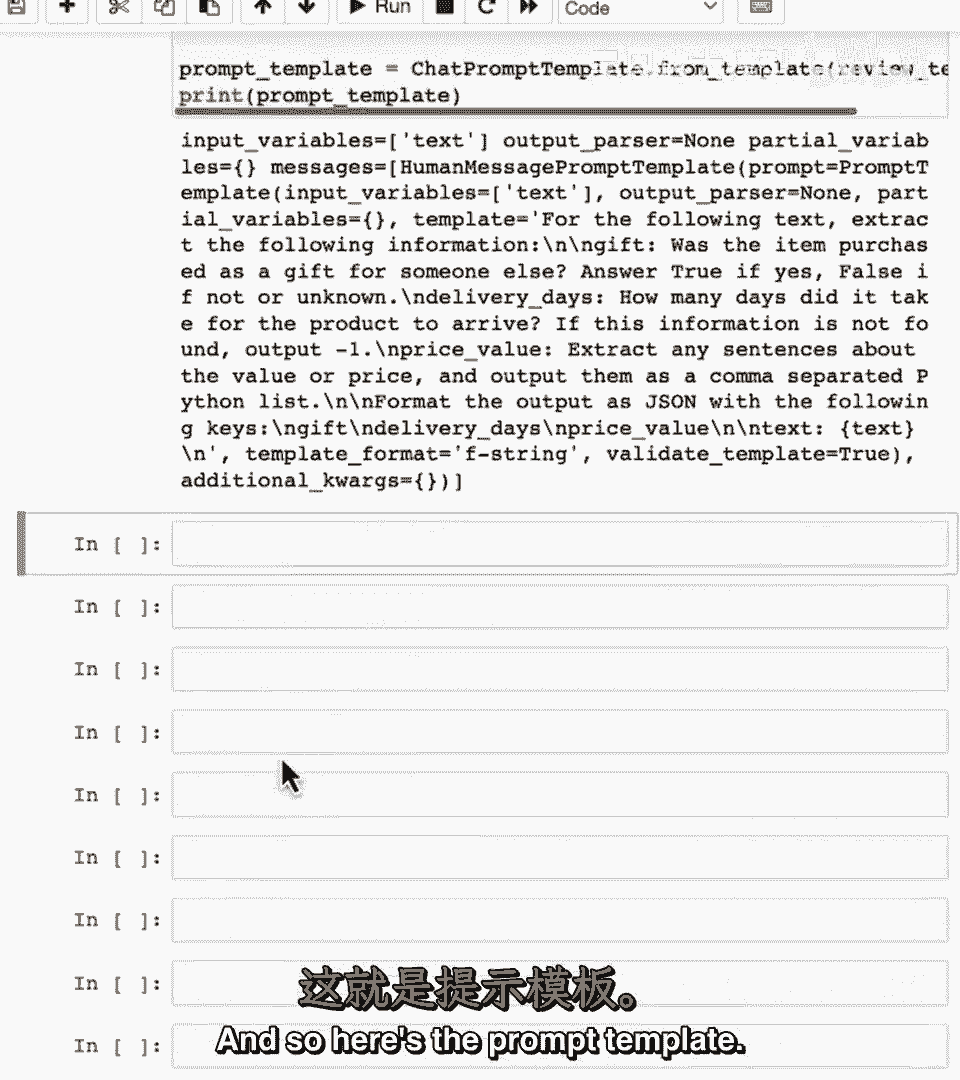 Run
Code
prompt_template = ChatPromptTemplate.from_template(review_te
print(prompt_template)
input_variables=['text'] output_parser=None partial_variab
les={} messages=[HumanMessagePromptTemplate(prompt=PromptT
emplate(input_variables=['text'], output_parser=None, part
ial_variables={}, template='For the following text, extrac
t the following information:\n\ngift: Was the item purchas
ed as a gift for someone else? Answer True if yes, False i
f not or unknown.\ndelivery_days: How many days did it tak
e for the product to arrive? If this information is not fo
und, output -1.\nprice_value: Extract any sentences about
the value or price, and output them as a comma separated P
ython list.\n\nFormat the output as JSON with the followin
g keys:\ngift\ndelivery_days\nprice_value\n\ntext: {text}
\n', template_format='f-string', validate_template=True),
additional_kwargs={})]
In [ ]:
In [ ]:
In [ ]:
In [ ]:
In [ ]:
In [ ]:
In [ ]:
In [ ]:
In [ ]:
这就是提示模板。
And so here's the prompt template.